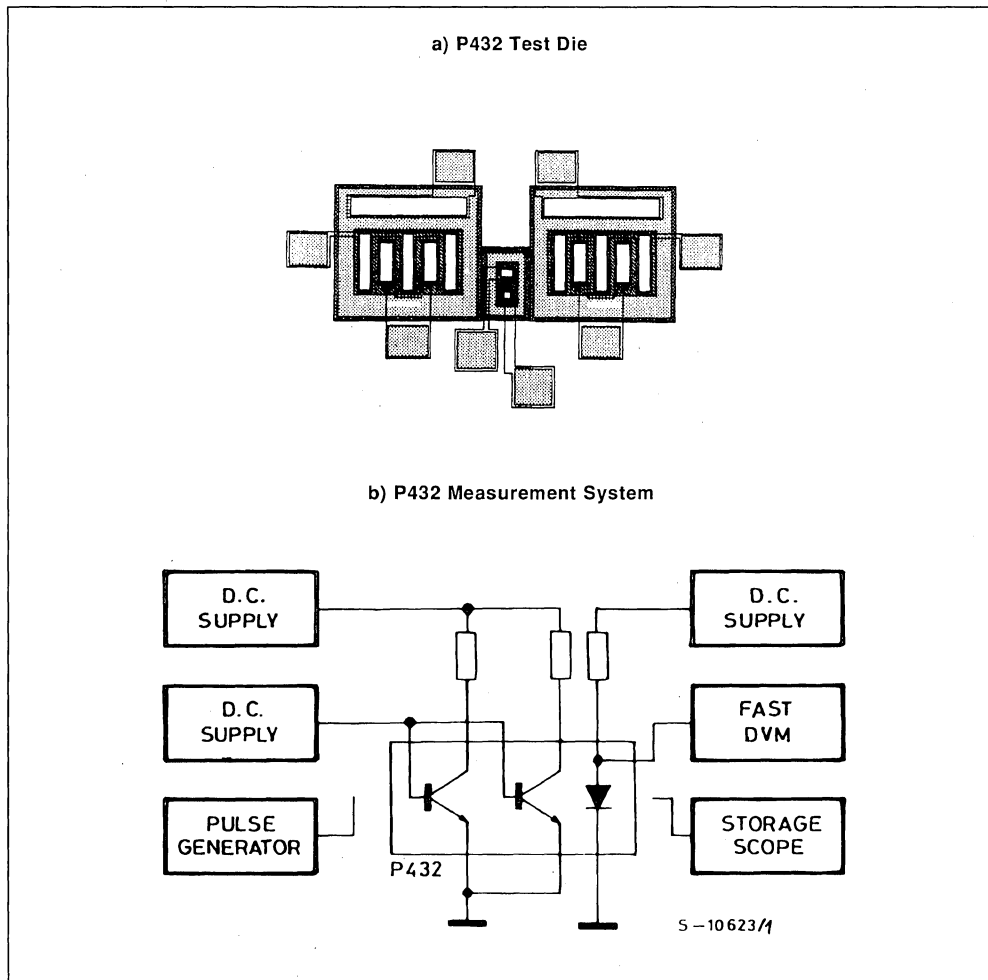 a) P432 Test Die
b) P432 Measurement System
D.C.
SUPPLY
D.C.
SUPPLY
D.C.
SUPPLY
FAST
DVM
PULSE
GENERATOR
STORAGE
SCOPE
P432
S-10623/1